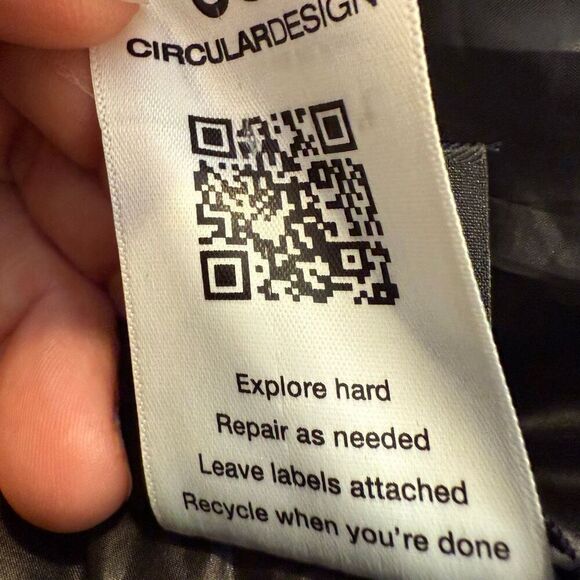 CIRCULARDESIGN
Explore hard
Repair as needed
Leave labels attached
Recycle when you're done